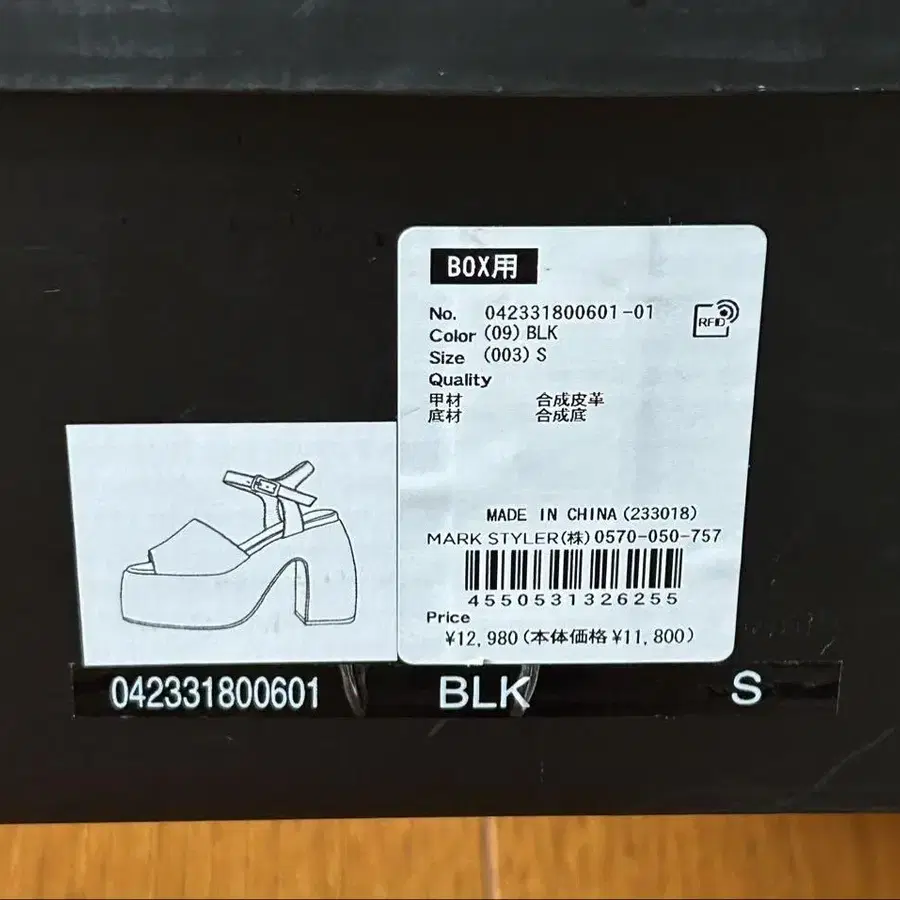 BOX用
No. 042331800601-01
RFID
Color (09) BLK
Size (003) S
Quality
甲材 合成皮革
底材 合成底
MADE IN CHINA (233018)
MARK STYLER(株) 0570-050-757
4550531326255
Price
¥12,980(本体価格¥11,800)
042331800601 BLK S